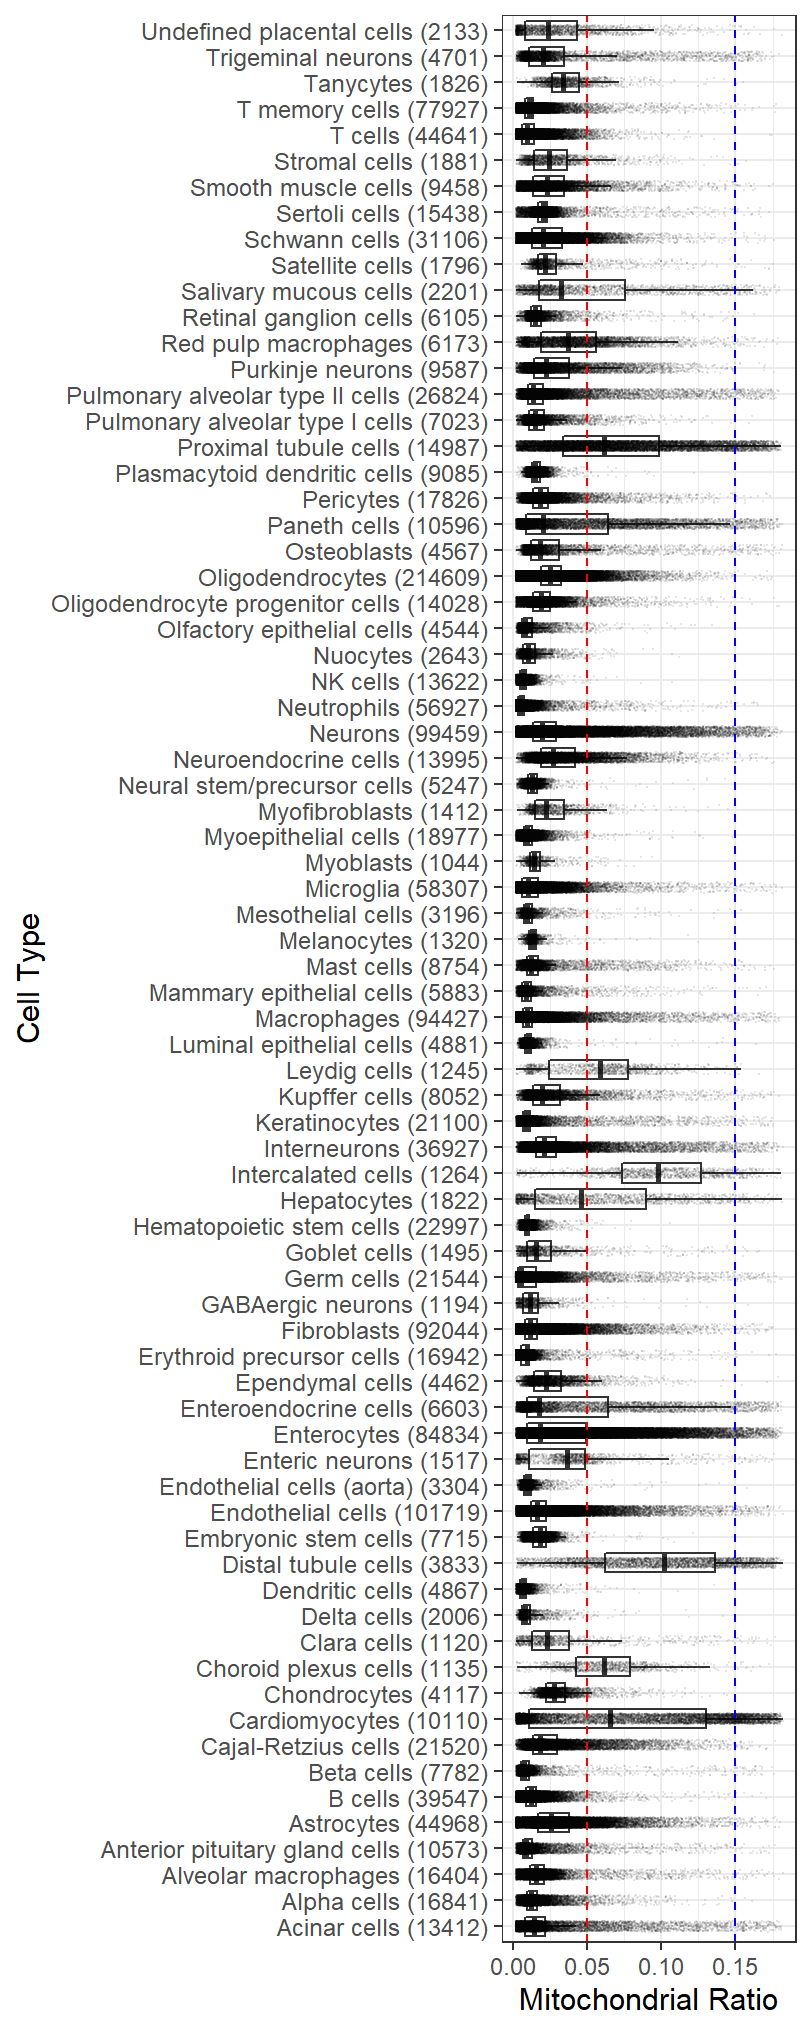 Undefined placental cells (2133)
Trigeminal neurons (4701)
Tanycytes (1826)
T memory cells (77927)
T cells (44641)
Stromal cells (1881)
Smooth muscle cells (9458)
Sertoli cells (15438)
Schwann cells (31106)
Satellite cells (1796)
Salivary mucous cells (2201)
Retinal ganglion cells (6105)
Red pulp macrophages (6173)
Purkinje neurons (9587)
Pulmonary alveolar type II cells (26824)
Pulmonary alveolar type I cells (7023)
Proximal tubule cells (14987)
Plasmacytoid dendritic cells (9085)
Pericytes (17826)
Paneth cells (10596)
Osteoblasts (4567)
Oligodendrocytes (214609)
Oligodendrocyte progenitor cells (14028)
Olfactory epithelial cells (4544)
Nuocytes (2643)
NK cells (13622)
Neutrophils (56927)
Neurons (99459)
Neuroendocrine cells (13995)
Neural stem/precursor cells (5247)
Myofibroblasts (1412)
Myoepithelial cells (18977)
Myoblasts (1044)
Microglia (58307)
Mesothelial cells (3196)
Melanocytes (1320)
Mast cells (8754)
Mammary epithelial cells (5883)
Macrophages (94427)
Luminal epithelial cells (4881)
Leydig cells (1245)
Kupffer cells (8052)
Keratinocytes (21100)
Interneurons (36927)
Intercalated cells (1264)
Hepatocytes (1822)
Hematopoietic stem cells (22997)
Goblet cells (1495)
Germ cells (21544)
GABAergic neurons (1194)
Fibroblasts (92044)
Erythroid precursor cells (16942)
Ependymal cells (4462)
Enteroendocrine cells (6603)
Enterocytes (84834)
Enteric neurons (1517)
Endothelial cells (aorta) (3304)
Endothelial cells (101719)
Embryonic stem cells (7715)
Distal tubule cells (3833)
Dendritic cells (4867)
Delta cells (2006)
Clara cells (1120)
Choroid plexus cells (1135)
Chondrocytes (4117)
Cardiomyocytes (10110)
Cajal-Retzius cells (21520)
Beta cells (7782)
B cells (39547)
Astrocytes (44968)
Anterior pituitary gland cells (10573)
Alveolar macrophages (16404)
Alpha cells (16841)
Acinar cells (13412)
Cell Type
0.00 0.05 0.10 0.15
Mitochondrial Ratio